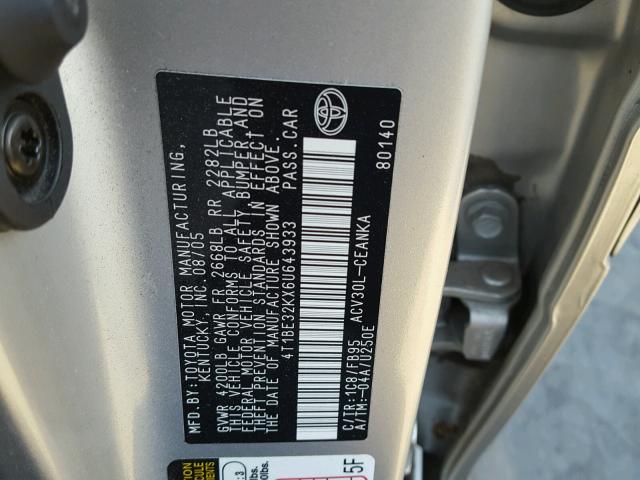 MFD.BY:TOYOTA MOTOR MANUFACTURING,
KENTUCKY, INC. 08/05
GVWR 4200LB GAWR FR 2668LB RR 2282LB
THIS VEHICLE CONFORMS TO ALL APPLICABLE
FEDERAL MOTOR VEHICLE SAFETY, BUMPER, AND
THEFT PREVENTION STANDARDS IN EFFECT ON
THE DATE OF MANUFACTURE SHOWN ABOVE.
4T1BE32KX6U643933 PASS.CAR
C/TR:1C8/FB95 ACV30L-CEANKA
A/TM:-04A/U250E
80140
5F